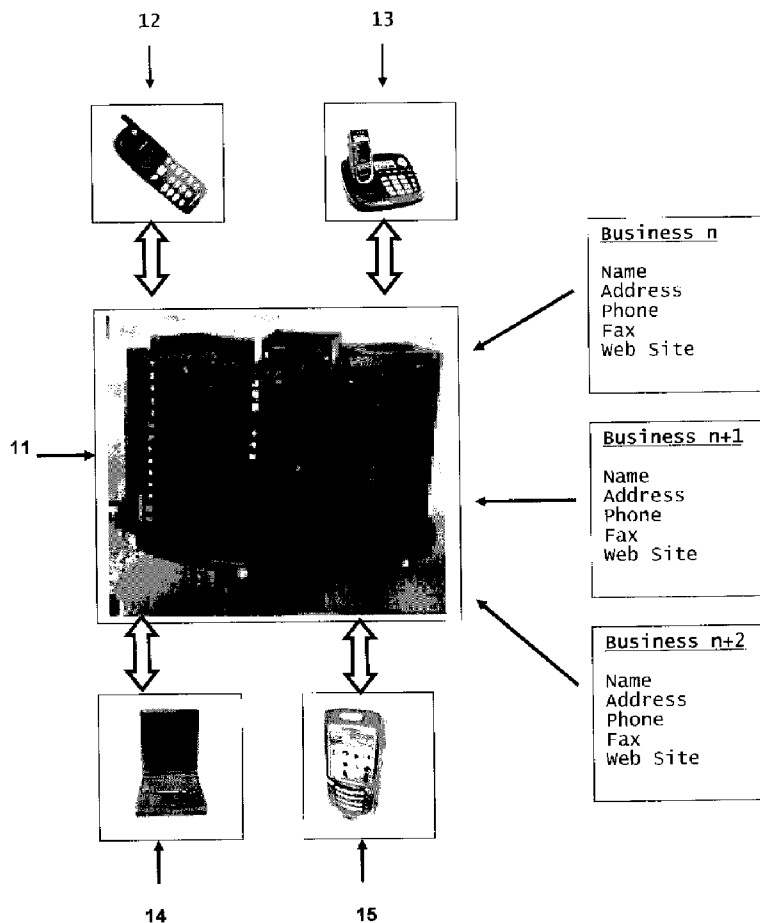 12
13
Business n
Name
Address
Phone
Fax
Web Site
11
Business n+1
Name
Address
Phone
Fax
Web Site
Business n+2
Name
Address
Phone
Fax
Web Site
14
15